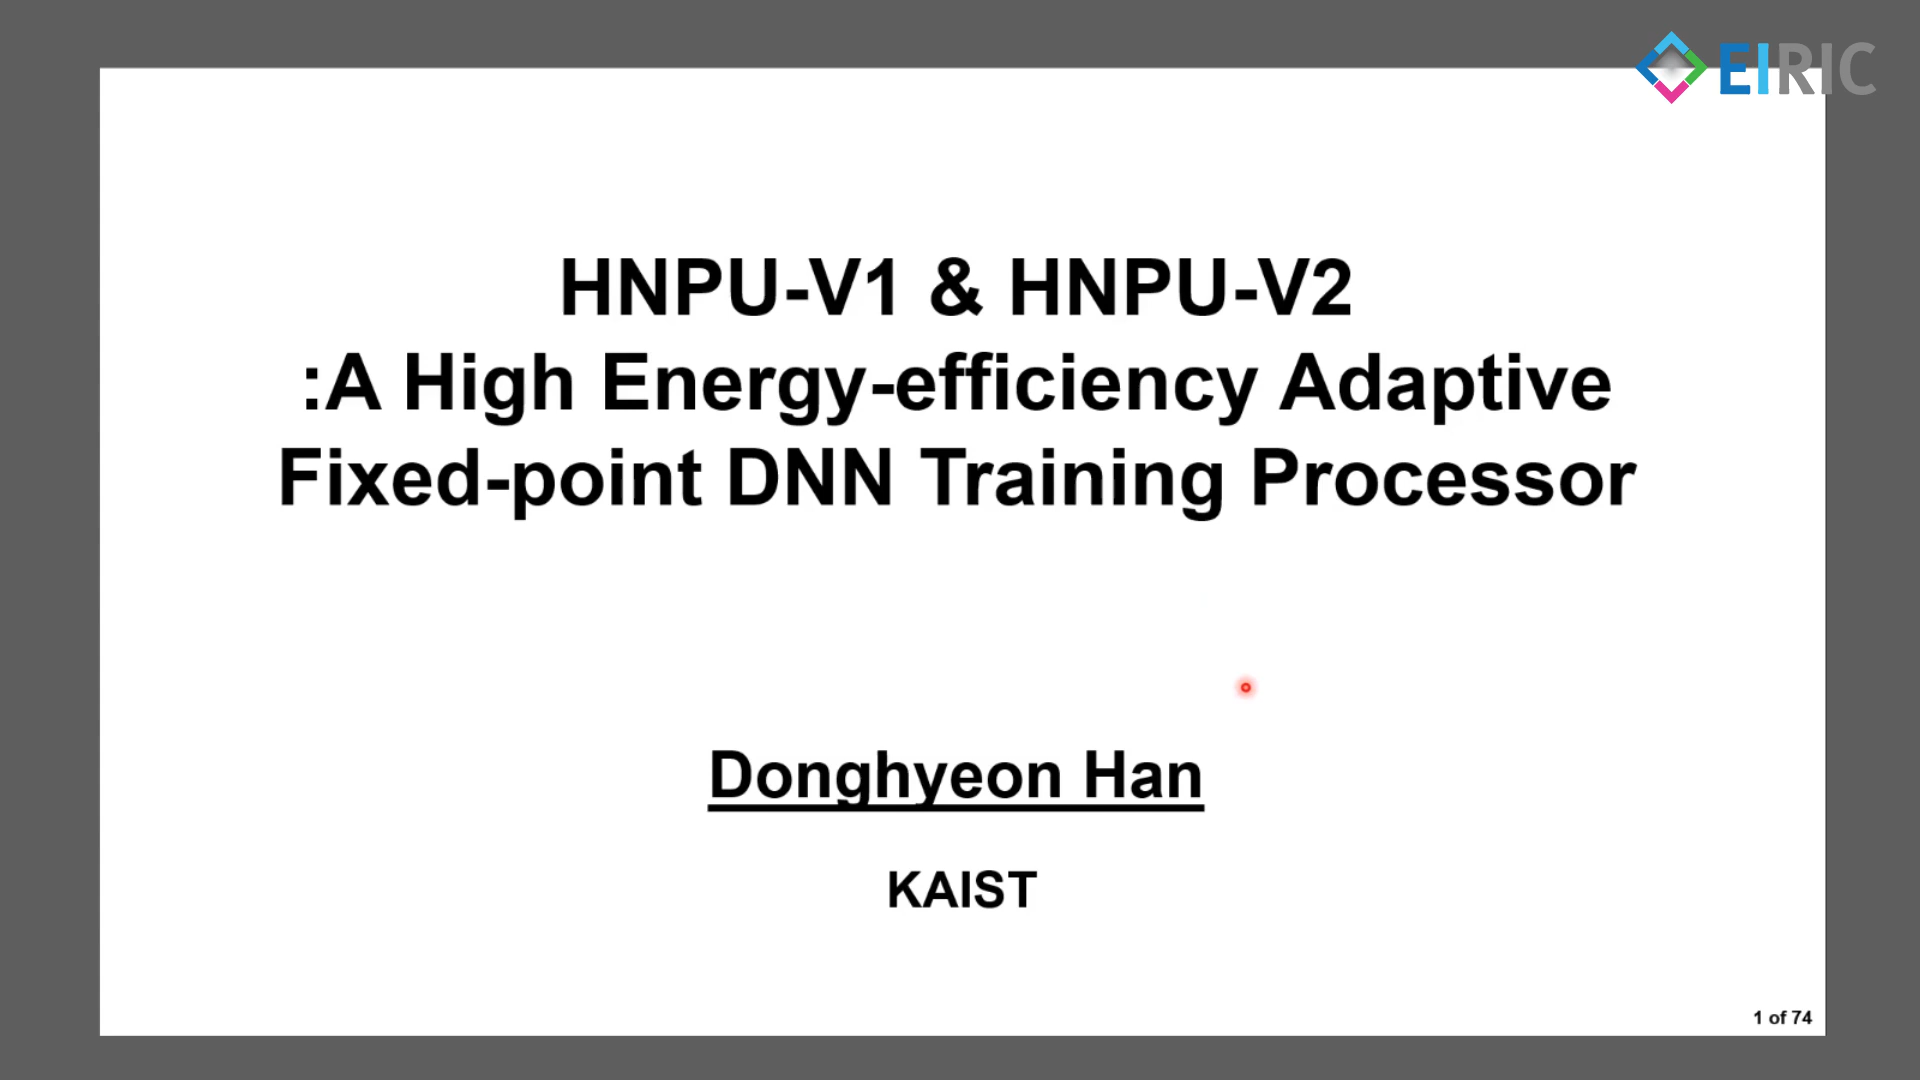 EIRIC
HNPU-V1 & HNPU-V2
:A High Energy-efficiency Adaptive
Fixed-point DNN Training Processor
Donghyeon Han
KAIST
1 of 74